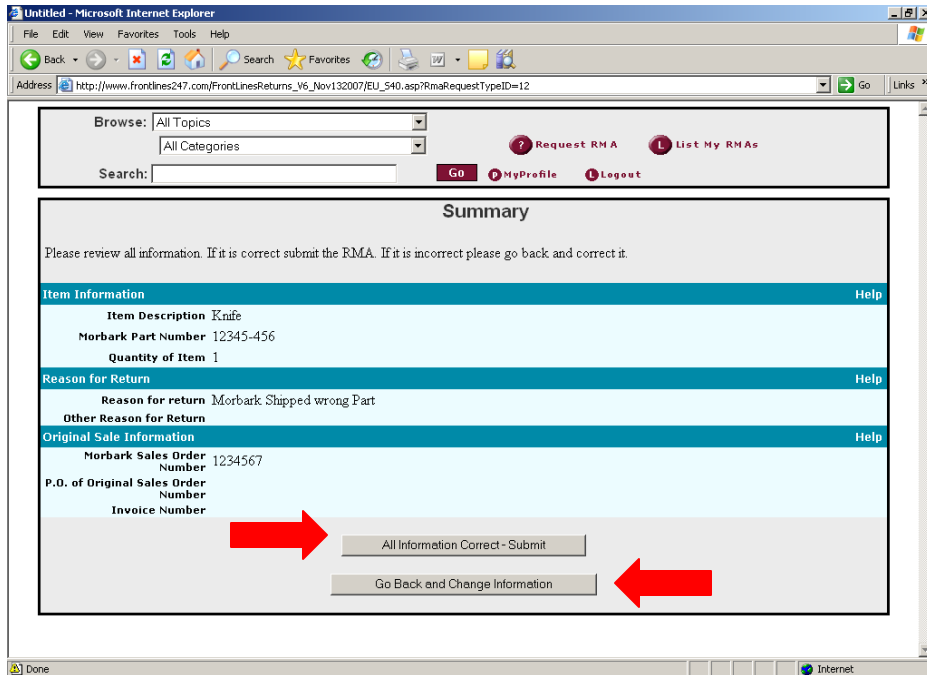 Untitled - Microsoft Internet Explorer
File Edit View Favorites Tools Help
Back Search Favorites
Address http://www.frontlines247.com/FrontLinesReturns_V6_Nov132007/EU_540.asp?RmaRequestTypeID=12 Go Links »
Browse: All Topics
All Categories ? Request RMA L List My RMAs
Search: Go P MyProfile L Logout
Summary
Please review all information. If it is correct submit the RMA. If it is incorrect please go back and correct it.
Item Information Help
Item Description Knife
Morbark Part Number 12345-456
Quantity of Item 1
Reason for Return Help
Reason for return Morbark Shipped wrong Part
Other Reason for Return
Original Sale Information Help
Morbark Sales Order
Number 1234567
P.O. of Original Sales Order
Number
Invoice Number
All Information Correct - Submit
Go Back and Change Information
Done Internet